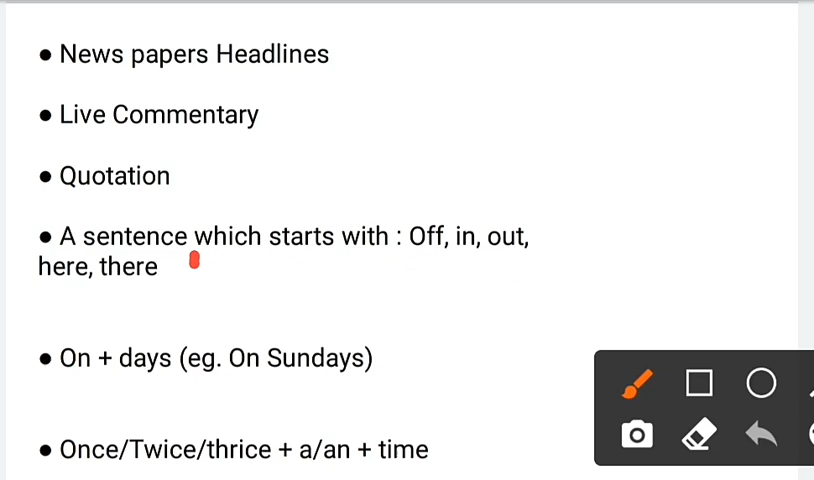 ● News papers Headlines
● Live Commentary
● Quotation
● A sentence which starts with : Off, in, out,
here, there
● On + days (eg. On Sundays)
● Once/Twice/thrice + a/an + time